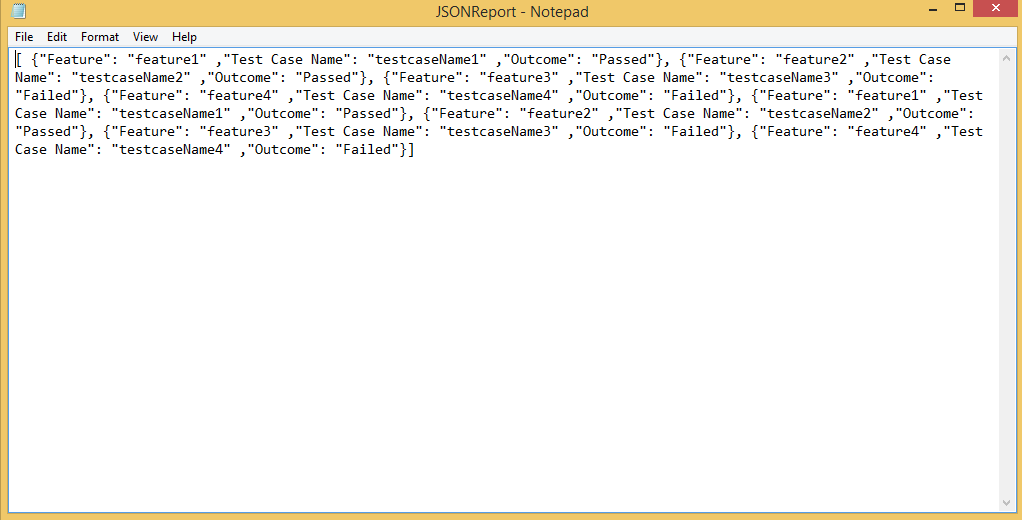 JSONReport - Notepad
File Edit Format View Help
[ {"Feature": "feature1" ,"Test Case Name": "testcaseName1" ,"Outcome": "Passed"}, {"Feature": "feature2" ,"Test Case
Name": "testcaseName2" ,"Outcome": "Passed"}, {"Feature": "feature3" ,"Test Case Name": "testcaseName3" ,"Outcome":
"Failed"}, {"Feature": "feature4" ,"Test Case Name": "testcaseName4" ,"Outcome": "Failed"}, {"Feature": "feature1" ,"Test
Case Name": "testcaseName1" ,"Outcome": "Passed"}, {"Feature": "feature2" ,"Test Case Name": "testcaseName2" ,"Outcome":
"Passed"}, {"Feature": "feature3" ,"Test Case Name": "testcaseName3" ,"Outcome": "Failed"}, {"Feature": "feature4" ,"Test
Case Name": "testcaseName4" ,"Outcome": "Failed"}]